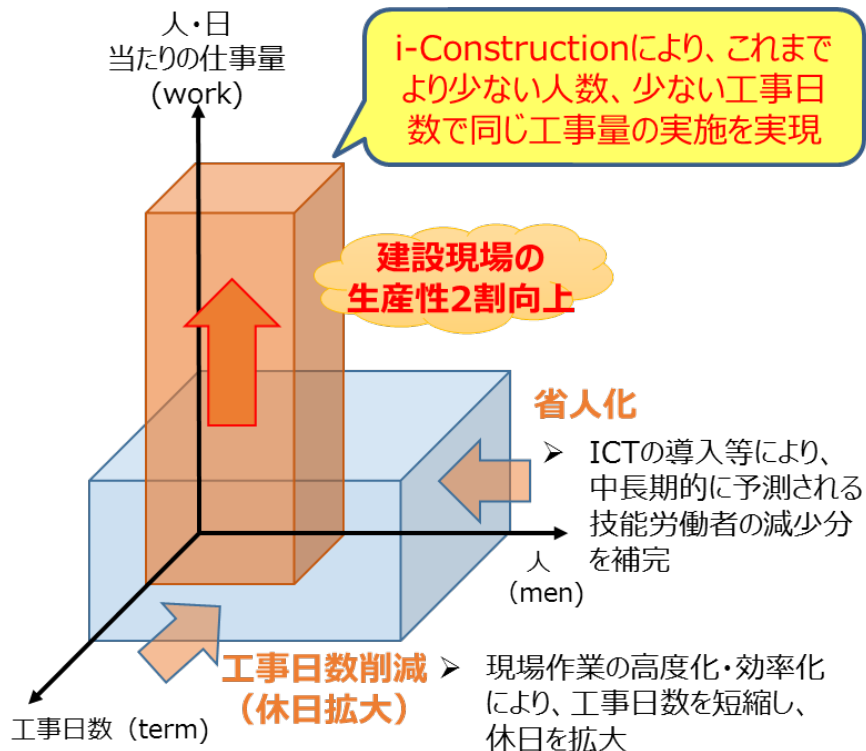 人・日
当たりの仕事量
(work)
i-Constructionにより、これまで
より少ない人数、少ない工事日
数で同じ工事量の実施を実現
建設現場の
生産性2割向上
省人化
➢ ICTの導入等により、
中長期的に予測される
技能労働者の減少分
を補完
人
（men）
工事日数削減
（休日拡大）
➢ 現場作業の高度化・効率化
により、工事日数を短縮し、
休日を拡大
工事日数（term）